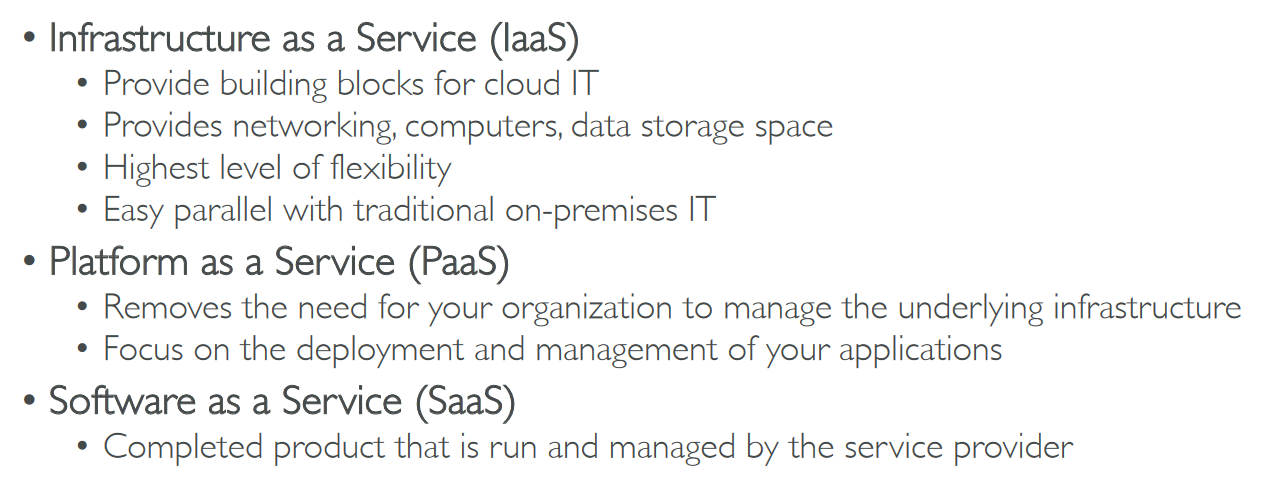 • Infrastructure as a Service (IaaS)
• Provide building blocks for cloud IT
• Provides networking, computers, data storage space
• Highest level of flexibility
• Easy parallel with traditional on-premises IT
• Platform as a Service (PaaS)
• Removes the need for your organization to manage the underlying infrastructure
• Focus on the deployment and management of your applications
• Software as a Service (SaaS)
• Completed product that is run and managed by the service provider